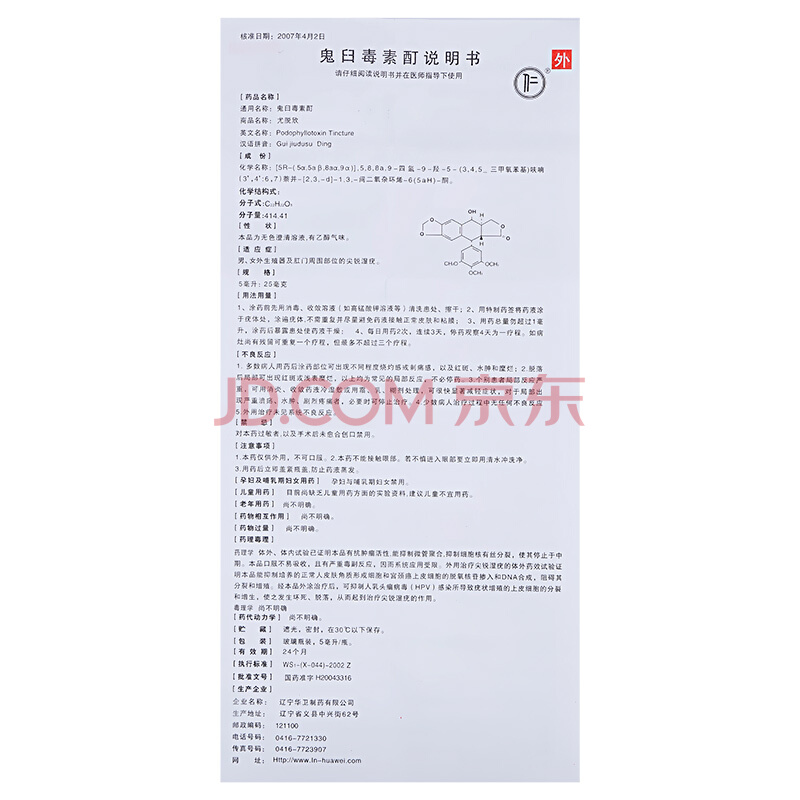 核准日期：2007年4月2日
鬼臼毒素酊说明书
外
请仔细阅读说明书并在医师指导下使用
仁
[药品名称]
通用名称：鬼臼毒素酊
商品名称：尤脱欣
英文名称：Podophyllotoxin Tincture
汉语拼音：Gui jiudusu Ding
[成 份]
化学名称：[5R-(5α,5aβ,8aα,9α)],5,8,8a,9-四氢-9-羟-5-(3,4,5_三甲氧基苯基)呋喃
(3',4':6,7)萘并-[2,3,-d]-1,3,-间二氧杂环烯-6(5aH)-酮。
化学结构式：
分子式：C₂₂H₂₂O₈
分子量：414.41
[性 状]
本品为无色澄清溶液，有乙醇气味。
[适 应 症]
男、女外生殖器及肛门周围部位的尖锐湿疣。
[规 格]
5毫升：25毫克
OH
H
O
CH₃O
OCH₃
OCH₃
[用法用量]
1、涂药前先用消毒、收敛溶液（如高锰酸钾溶液等）清洗患处、擦干； 2、用特制药签将药液涂
于疣体处，涂遍疣体，不需重复并尽量避免药液接触正常皮肤和粘膜； 3、用药总量勿超过1毫
升，涂药后暴露患处使药液干燥； 4、每日用药2次，连续3天，停药观察4天为一疗程。如病
灶尚有残留可重复一个疗程，但最多不超过三个疗程。
[不良反应]
1. 多数病人用药后涂药部位可出现不同程度烧灼感或刺痛感，以及红斑、水肿和糜烂；2.脱落
后局部可出现红斑或浅表糜烂，以上均为常见的局部反应，不必停药。3.个别患者局部反应严
重，可用消炎、收敛药液冷湿敷或用霜、乳、糊剂处理，可很快显著减轻症状，对于局部出
现严重溃疡、水肿、剧烈疼痛者，必要时可停止治疗。4.少数病人治疗过程中无任何不良反应
5.外用治疗未见系统不良反应。
JD.COM 京东
[禁 忌]
对本药过敏者，以及手术后未愈合创口禁用。
[注意事项]
1.本药仅供外用，不可口服。2.本药不能接触眼部。若不慎进入眼部要立即用清水冲洗净。
3.用药后立即盖紧瓶盖，防止药液蒸发。
[孕妇及哺乳期妇女用药] 孕妇与哺乳期妇女禁用。
[儿童用药] 目前尚缺乏儿童用药方面的实验资料，建议儿童不宜用药。
[老年用药] 尚不明确。
[药物相互作用] 尚不明确。
[药物过量] 尚不明确。
[药理毒理]
药理学 体外、体内试验已证明本品有抗肿瘤活性，能抑制微管聚合，抑制细胞核有丝分裂，使其停止于中
期。本品口服不易吸收，且有严重毒副反应，因而系统应用受限。外用治疗尖锐湿疣的体外药效试验证
明本品能抑制培养的正常人皮肤角质形成细胞和宫颈癌上皮细胞的脱氧核苷掺入和DNA合成，阻碍其
分裂和增殖。经本品外涂治疗后，可抑制人乳头瘤病毒（HPV）感染所导致疣状增殖的上皮细胞的分裂
和增生，使之发生坏死、脱落，从而起到治疗尖锐湿疣的作用。
毒理学 尚不明确
[药代动力学] 尚不明确。
[贮 藏] 遮光，密封，在30℃以下保存。
[包 装] 玻璃瓶装，5毫升/瓶。
[有 效 期] 24个月
[执行标准] WS₁-(X-044)-2002 Z
[批准文号] 国药准字 H20043316
[生产企业]
企业名称： 辽宁华卫制药有限公司
生产地址： 辽宁省义县中兴街62号
邮政编码： 121100
电话号码： 0416-7721330
传真号码： 0416-7723907
网 址： Http://www.ln-huawei.com